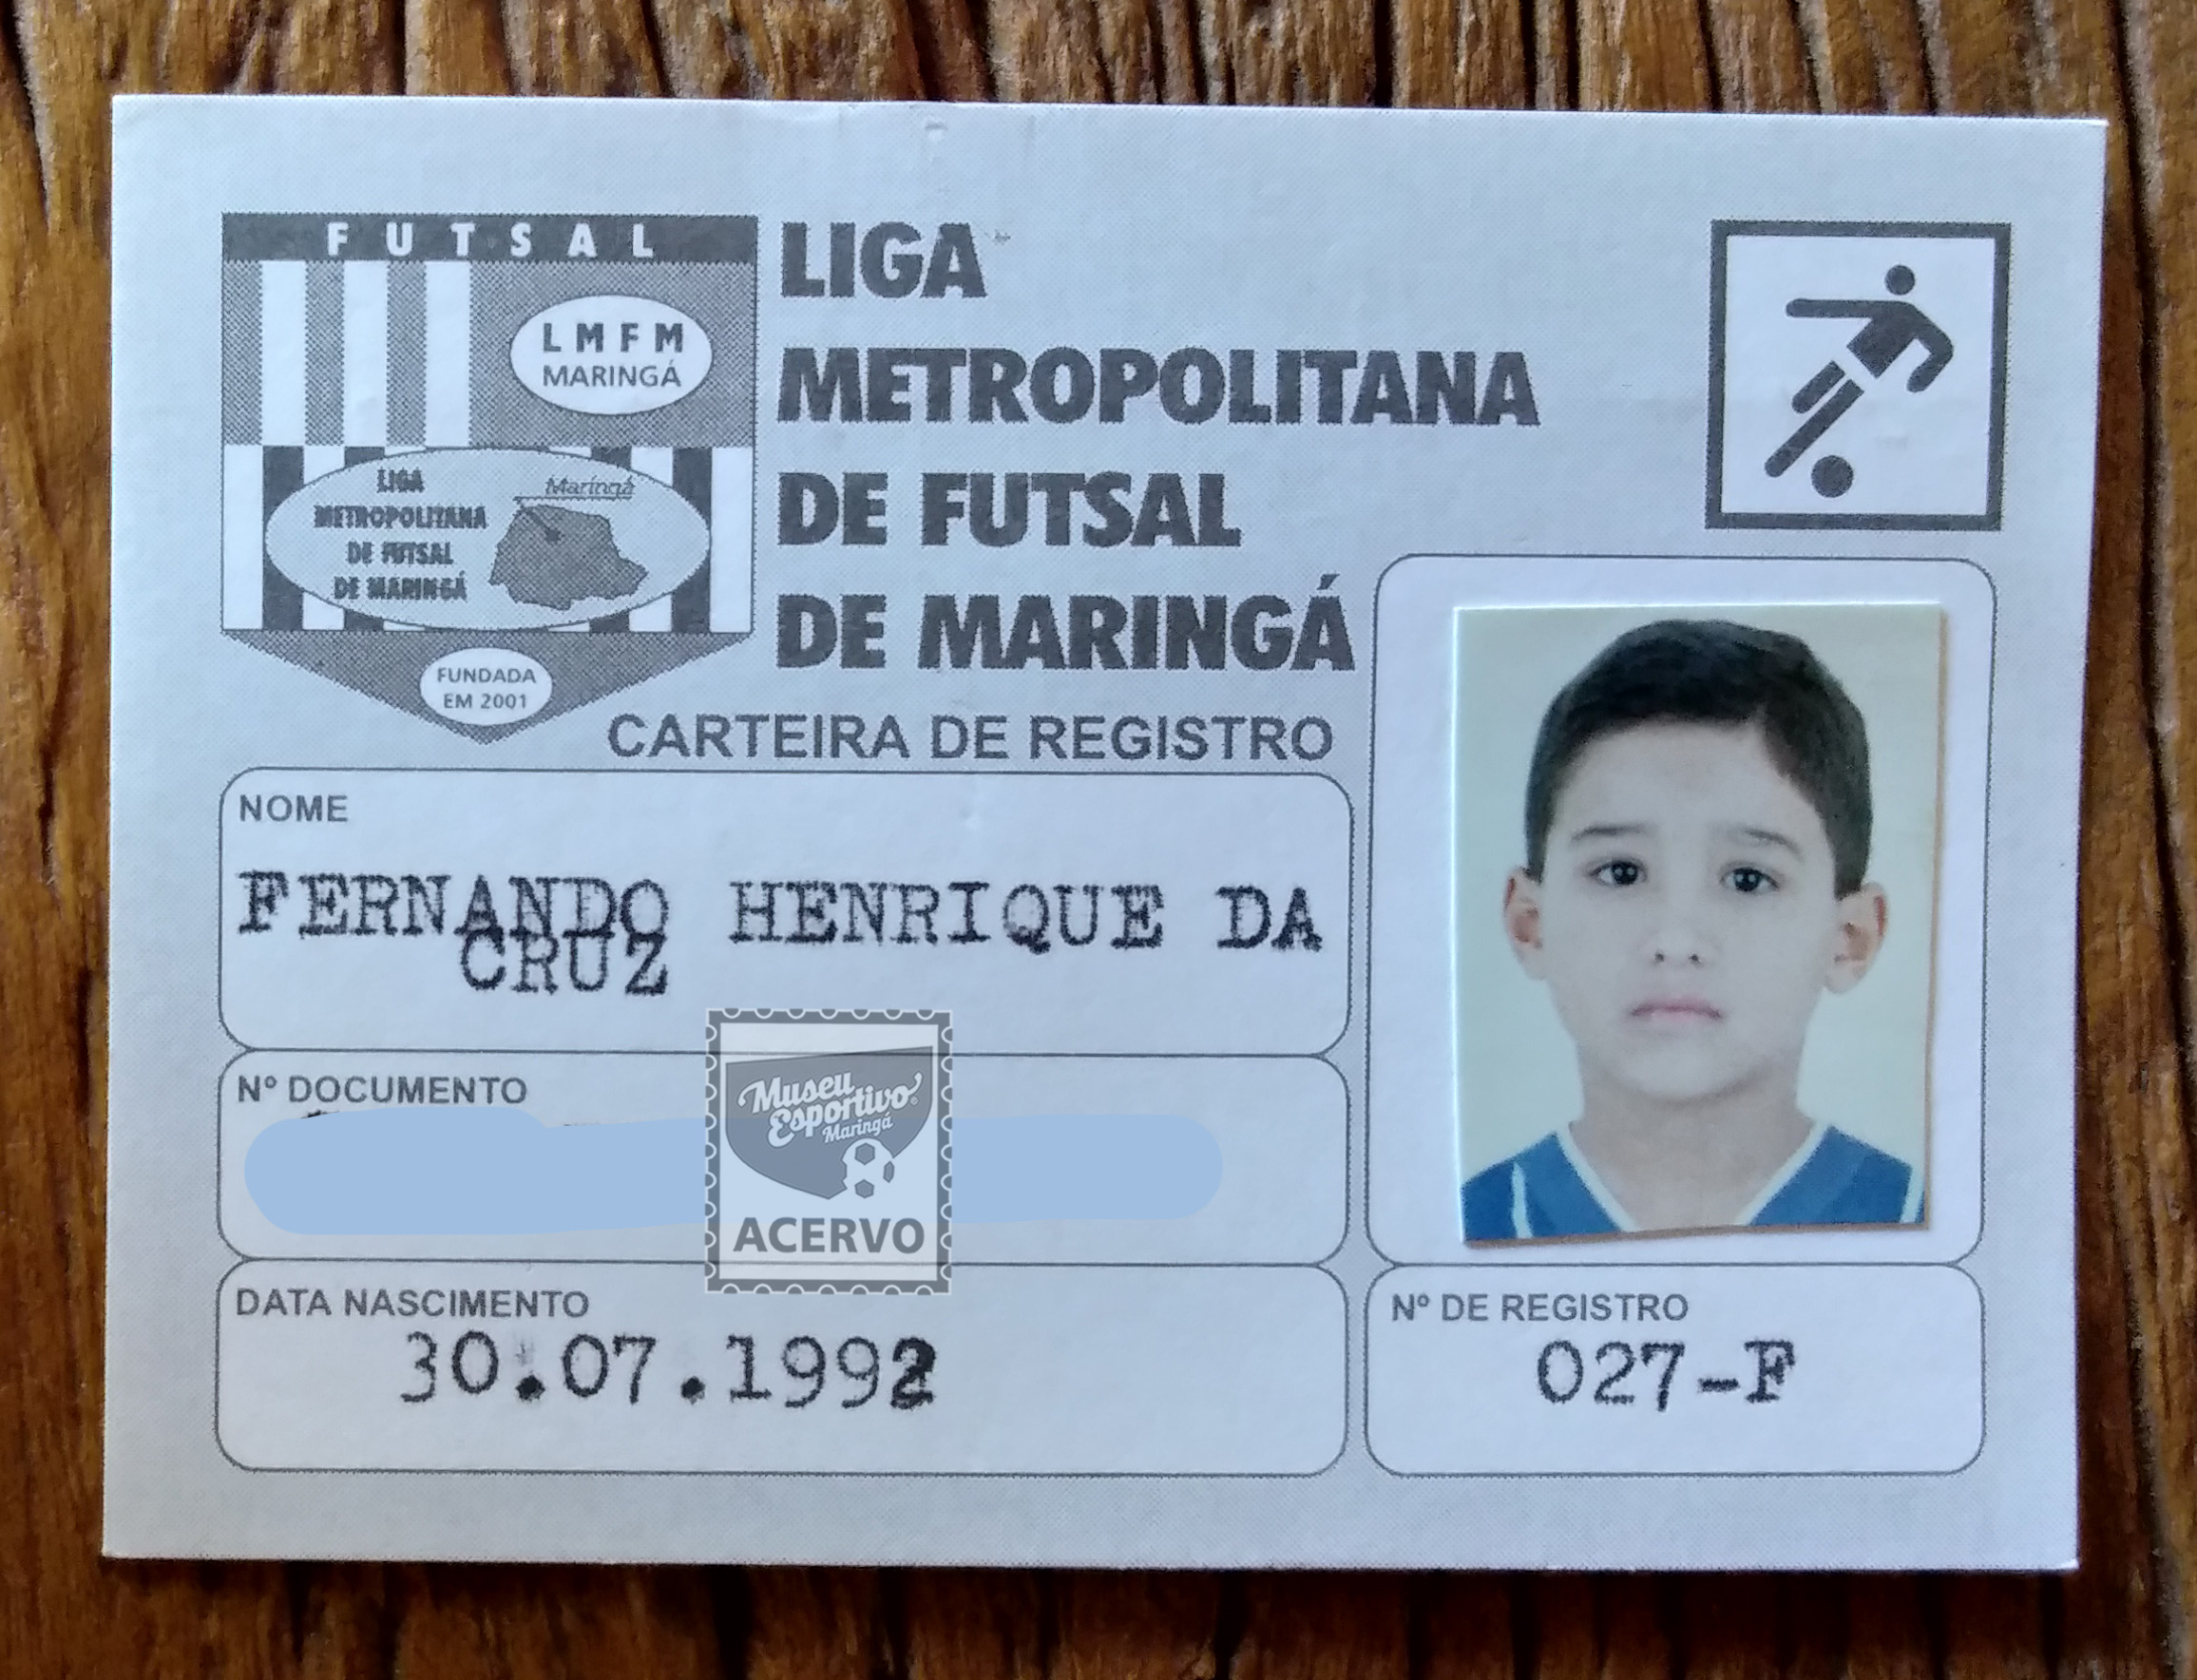 FUTSAL
LMFM
MARINGÁ
LIGA
METROPOLITANA
DE FUTSAL
DE MARINGÁ
Maringá
FUNDADA
EM 2001
LIGA
METROPOLITANA
DE FUTSAL
DE MARINGÁ
CARTEIRA DE REGISTRO
NOME
FERNANDO HENRIQUE DA
CRUZ
Nº DOCUMENTO
Museu
Esportivo
Maringá
ACERVO
DATA NASCIMENTO
30.07.1992
Nº DE REGISTRO
027-F